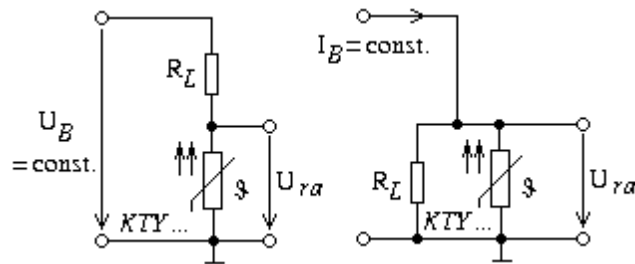 R_L
U_B
= const.
ϑ
U_ra
KTY...
I_B = const.
R_L
ϑ
U_ra
KTY...